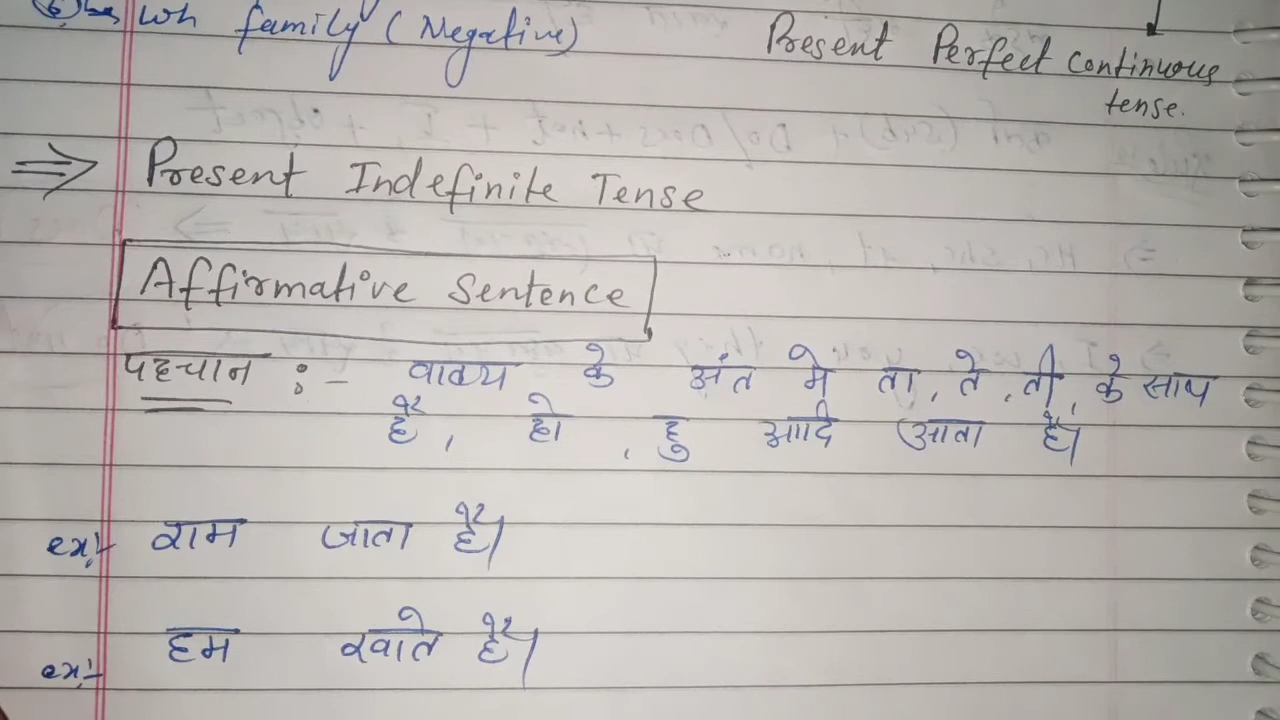 Wh family (Negative)
Present Perfect continuous
tense.
⇒ Present Indefinite Tense
Affirmative Sentence
पहचान :- वाक्य के अंत मे ता, ते, ती, के साथ
है, हो, हु आदि आता है।
ex:- राम जाता है।
ex:- हम खाते है।